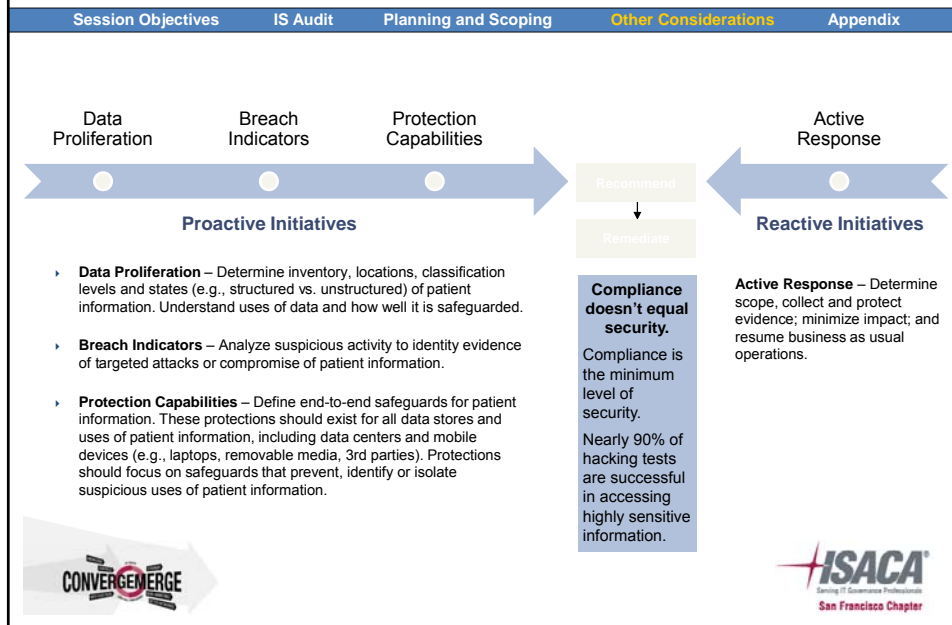 Session Objectives IS Audit Planning and Scoping Other Considerations Appendix
Data
Proliferation
Breach
Indicators
Protection
Capabilities
Active
Response
Recommend
Remediate
Proactive Initiatives
Reactive Initiatives
Data Proliferation – Determine inventory, locations, classification
levels and states (e.g., structured vs. unstructured) of patient
information. Understand uses of data and how well it is safeguarded.
Breach Indicators – Analyze suspicious activity to identity evidence
of targeted attacks or compromise of patient information.
Protection Capabilities – Define end-to-end safeguards for patient
information. These protections should exist for all data stores and
uses of patient information, including data centers and mobile
devices (e.g., laptops, removable media, 3rd parties). Protections
should focus on safeguards that prevent, identify or isolate
suspicious uses of patient information.
Compliance
doesn't equal
security.
Compliance is
the minimum
level of
security.
Nearly 90% of
hacking tests
are successful
in accessing
highly sensitive
information.
Active Response – Determine
scope, collect and protect
evidence; minimize impact; and
resume business as usual
operations.
CONVERGEMERGE
ISACA®
Serving IT Governance Professionals
San Francisco Chapter